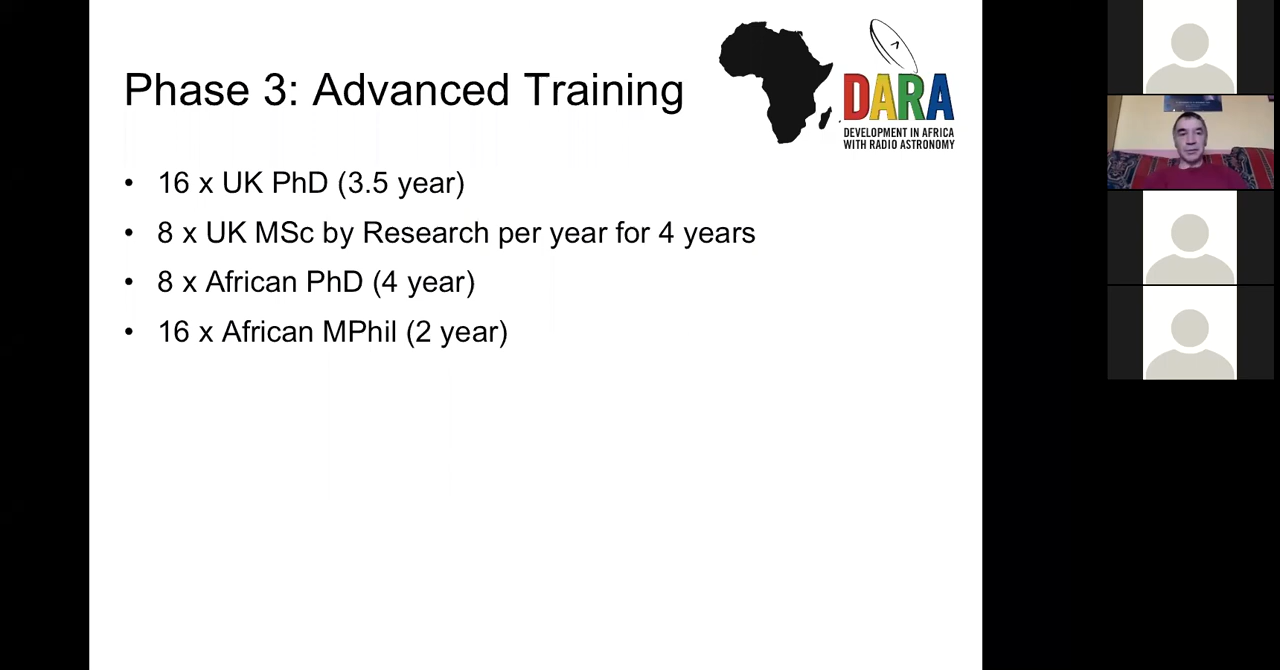 Phase 3: Advanced Training
DARA
DEVELOPMENT IN AFRICA
WITH RADIO ASTRONOMY
• 16 x UK PhD (3.5 year)
• 8 x UK MSc by Research per year for 4 years
• 8 x African PhD (4 year)
• 16 x African MPhil (2 year)